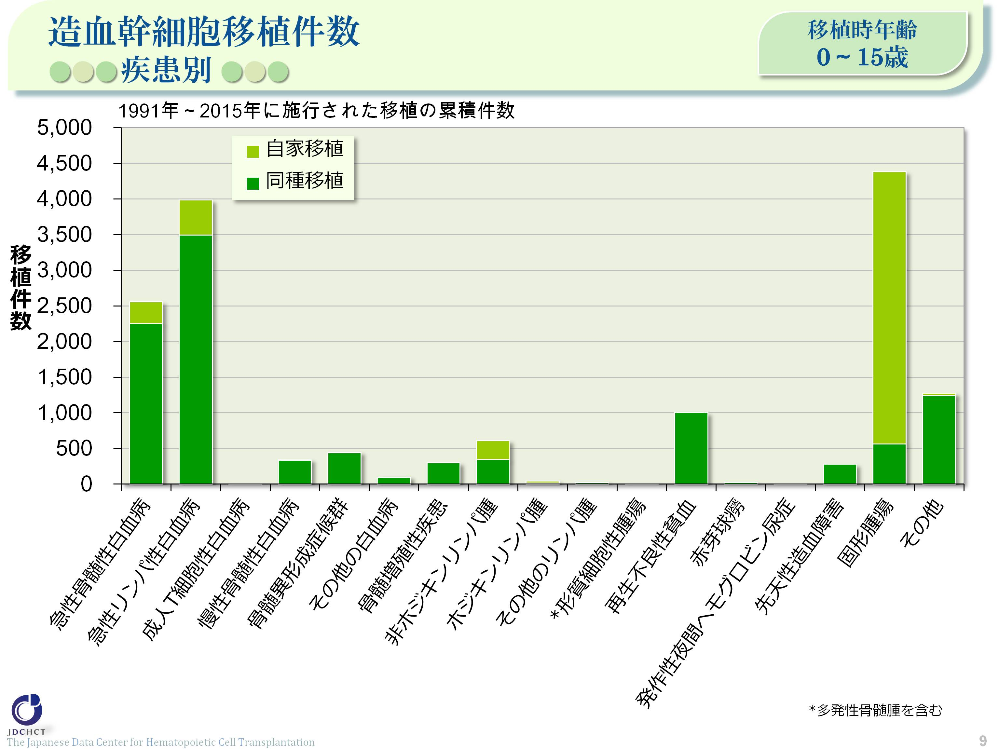 造血幹細胞移植件数
疾患別
移植時年齢
0～15歳
1991年～2015年に施行された移植の累積件数
5,000
4,500
4,000
3,500
3,000
2,500
2,000
1,500
1,000
500
0
移植件数
自家移植
同種移植
急性骨髄性白血病
急性リンパ性白血病
成人T細胞性白血病
慢性骨髄性白血病
骨髄異形成症候群
その他の白血病
骨髄増殖性疾患
非ホジキンリンパ腫
ホジキンリンパ腫
その他のリンパ腫
*形質細胞性腫瘍
再生不良性貧血
赤芽球癆
発作性夜間ヘモグロビン尿症
先天性造血障害
固形腫瘍
その他
*多発性骨髄腫を含む
JDCHCT
The Japanese Data Center for Hematopoietic Cell Transplantation
9